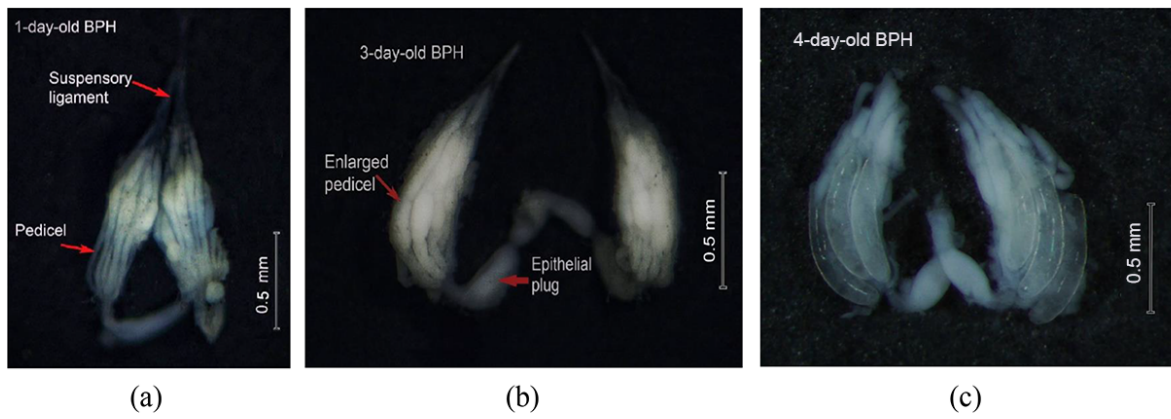 1-day-old BPH
Suspensory
ligament
Pedicel
0.5 mm
(a)
3-day-old BPH
Enlarged
pedicel
Epithelial
plug
0.5 mm
(b)
4-day-old BPH
0.5 mm
(c)